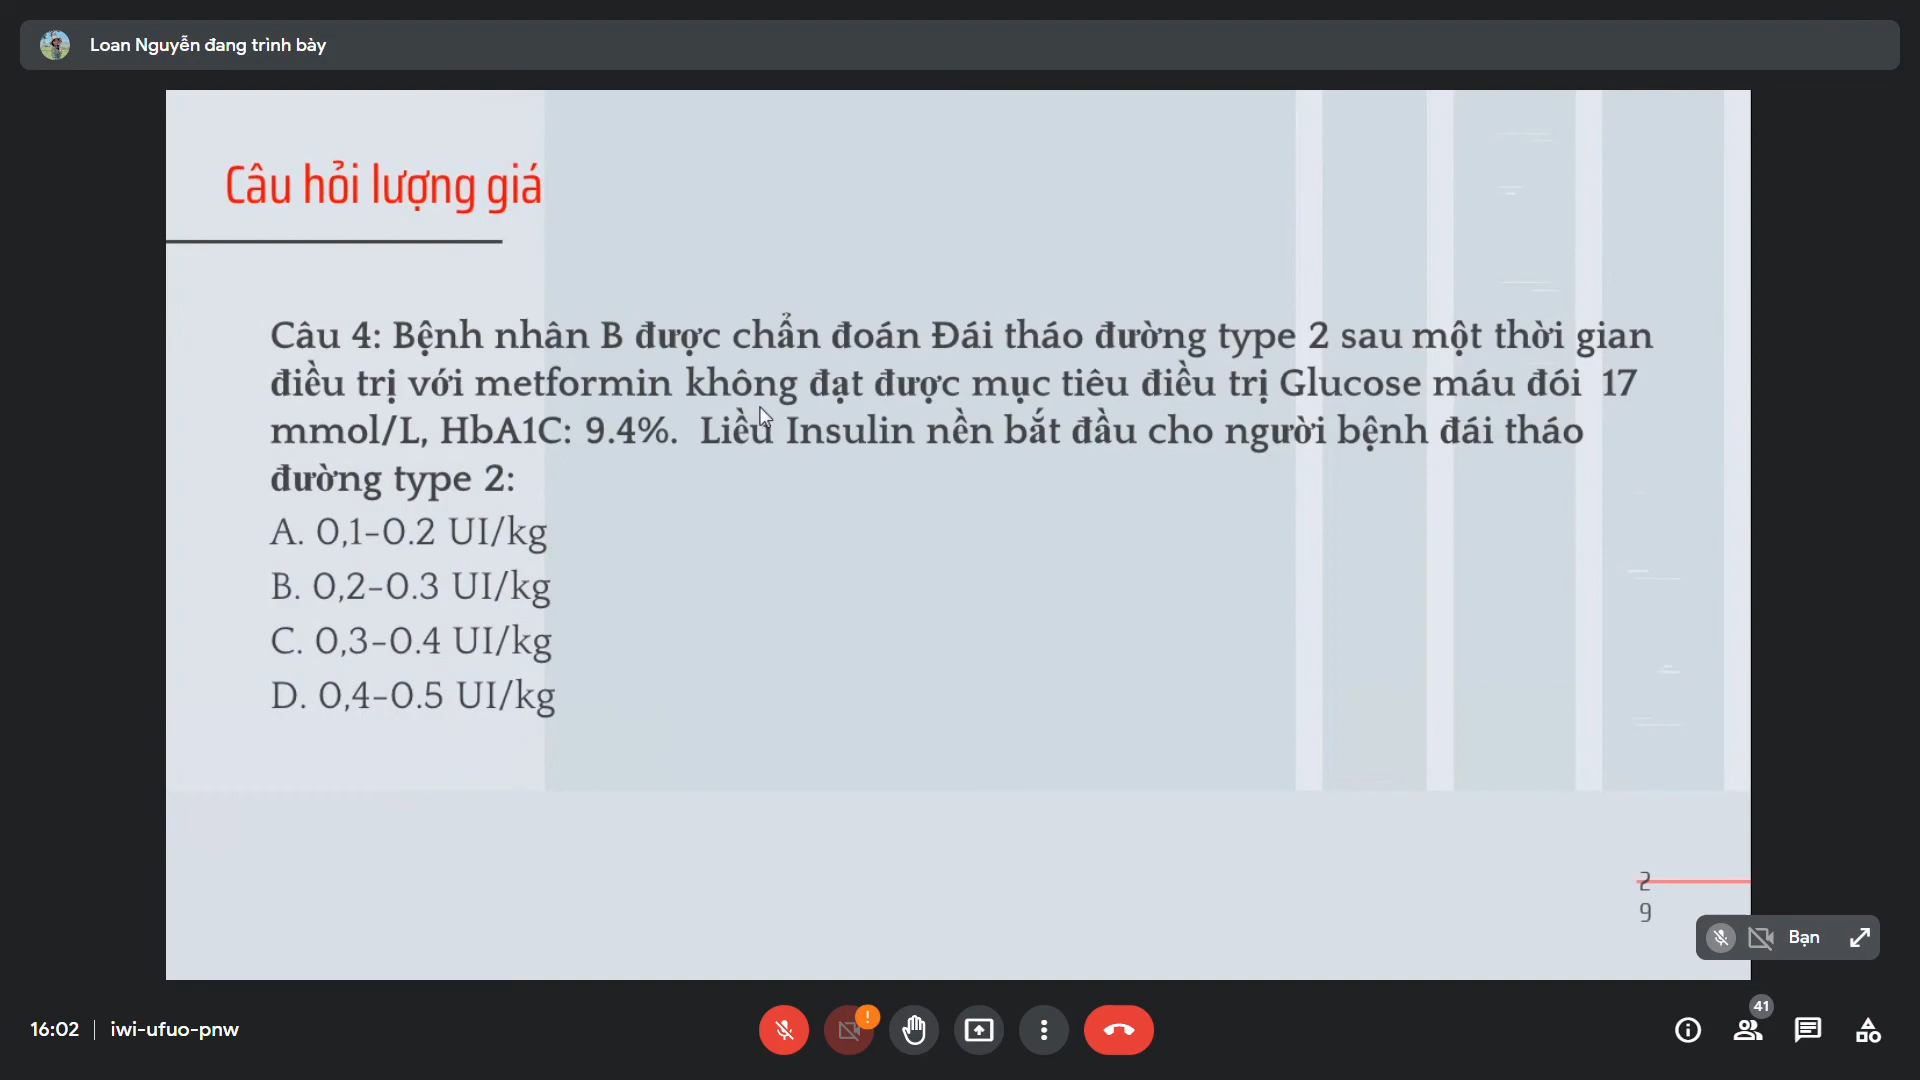 Loan Nguyễn đang trình bày
Câu hỏi lượng giá
Câu 4: Bệnh nhân B được chẩn đoán Đái tháo đường type 2 sau một thời gian
điều trị với metformin không đạt được mục tiêu điều trị Glucose máu đói 17
mmol/L, HbA1C: 9.4%. Liều Insulin nền bắt đầu cho người bệnh đái tháo
đường type 2:
A. 0,1-0.2 UI/kg
B. 0,2-0.3 UI/kg
C. 0,3-0.4 UI/kg
D. 0,4-0.5 UI/kg
2
9
Bạn
16:02 | iwi-ufuo-pnw
41